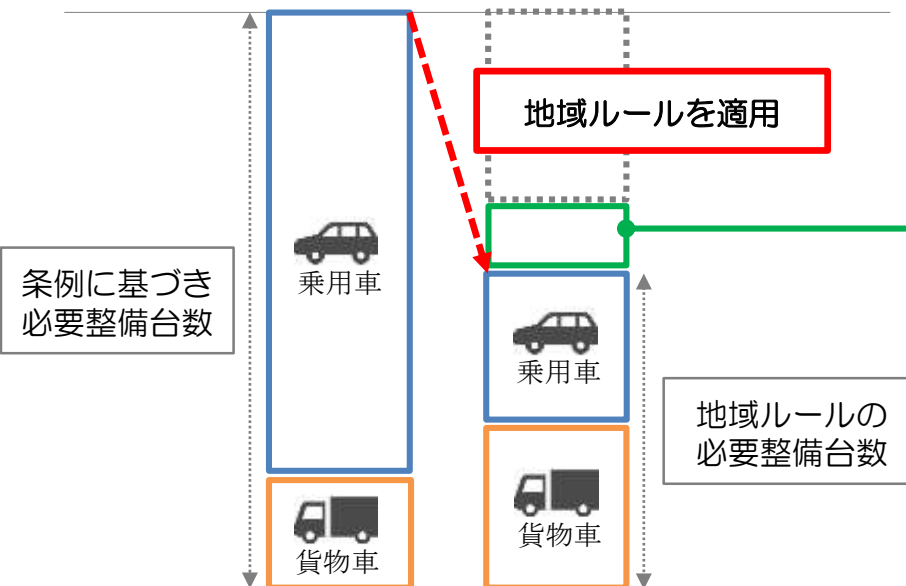 地域ルールを適用
乗用車
条例に基づき
必要整備台数
乗用車
地域ルールの
必要整備台数
貨物車
貨物車